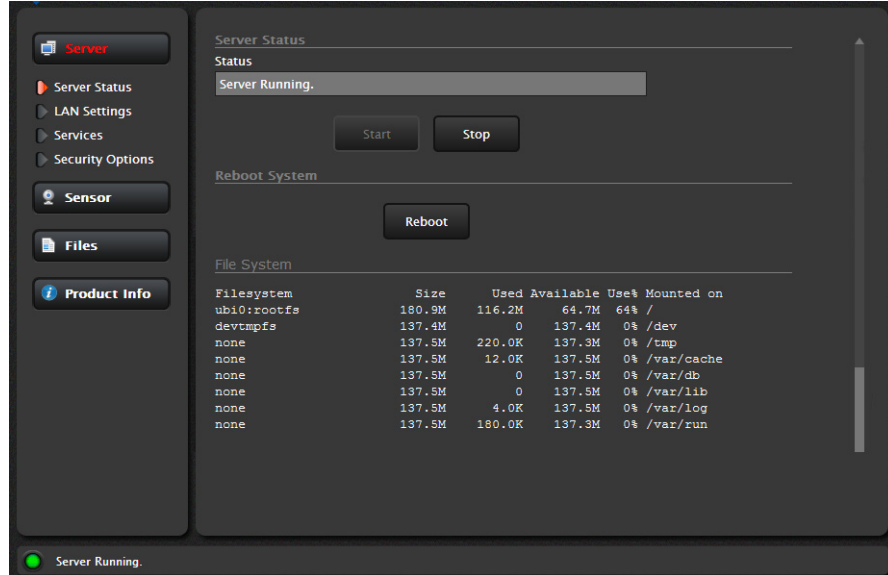 Server
Server Status
LAN Settings
Services
Security Options
Sensor
Files
Product Info
Server Status
Status
Server Running.
Start Stop
Reboot System
Reboot
File System
Filesystem Size Used Available Use% Mounted on
ubi0:rootfs 180.9M 116.2M 64.7M 64% /
devtmpfs 137.4M 0 137.4M 0% /dev
none 137.5M 220.0K 137.3M 0% /tmp
none 137.5M 12.0K 137.5M 0% /var/cache
none 137.5M 0 137.5M 0% /var/db
none 137.5M 0 137.5M 0% /var/lib
none 137.5M 4.0K 137.5M 0% /var/log
none 137.5M 180.0K 137.3M 0% /var/run
Server Running.